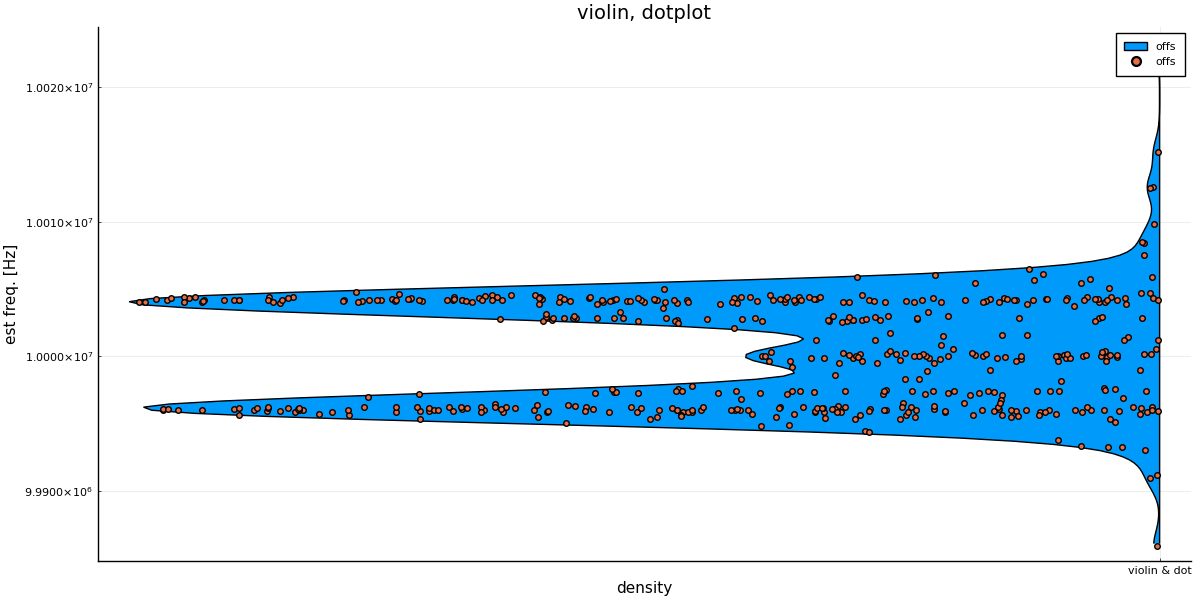 violin, dotplot
offs
offs
est freq. [Hz]
1.0020×10⁷
1.0010×10⁷
1.0000×10⁷
9.9900×10⁶
violin & dot
density